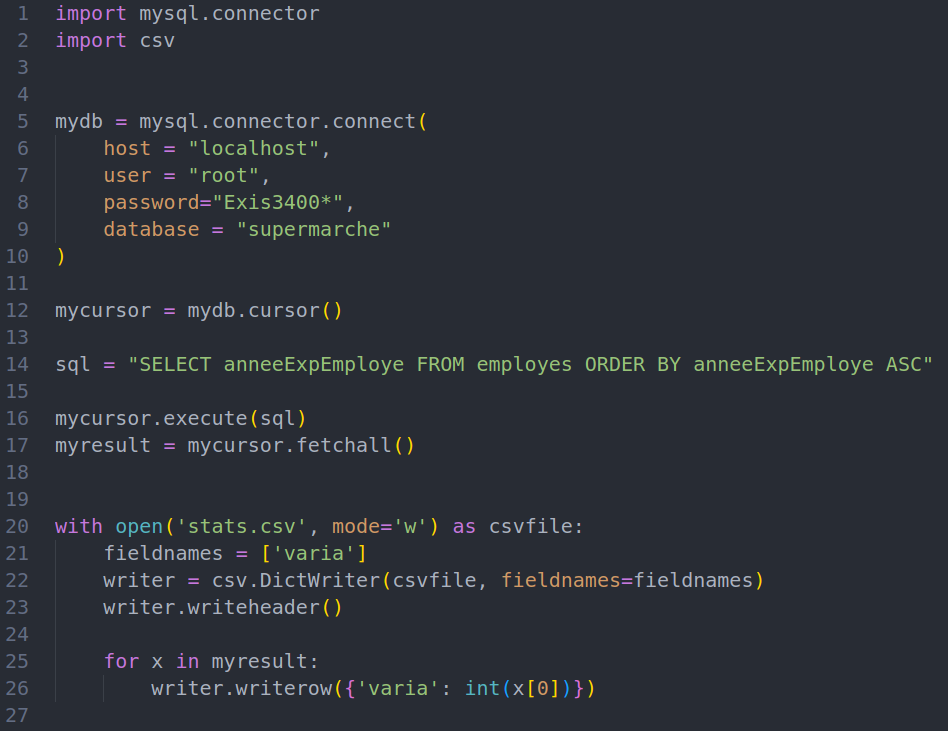 1 import mysql.connector
2 import csv
3
4
5 mydb = mysql.connector.connect(
6     host = "localhost",
7     user = "root",
8     password="Exis3400*",
9     database = "supermarche"
10 )
11
12 mycursor = mydb.cursor()
13
14 sql = "SELECT anneeExpEmploye FROM employes ORDER BY anneeExpEmploye ASC"
15
16 mycursor.execute(sql)
17 myresult = mycursor.fetchall()
18
19
20 with open('stats.csv', mode='w') as csvfile:
21     fieldnames = ['varia']
22     writer = csv.DictWriter(csvfile, fieldnames=fieldnames)
23     writer.writeheader()
24
25     for x in myresult:
26         writer.writerow({'varia': int(x[0])})
27